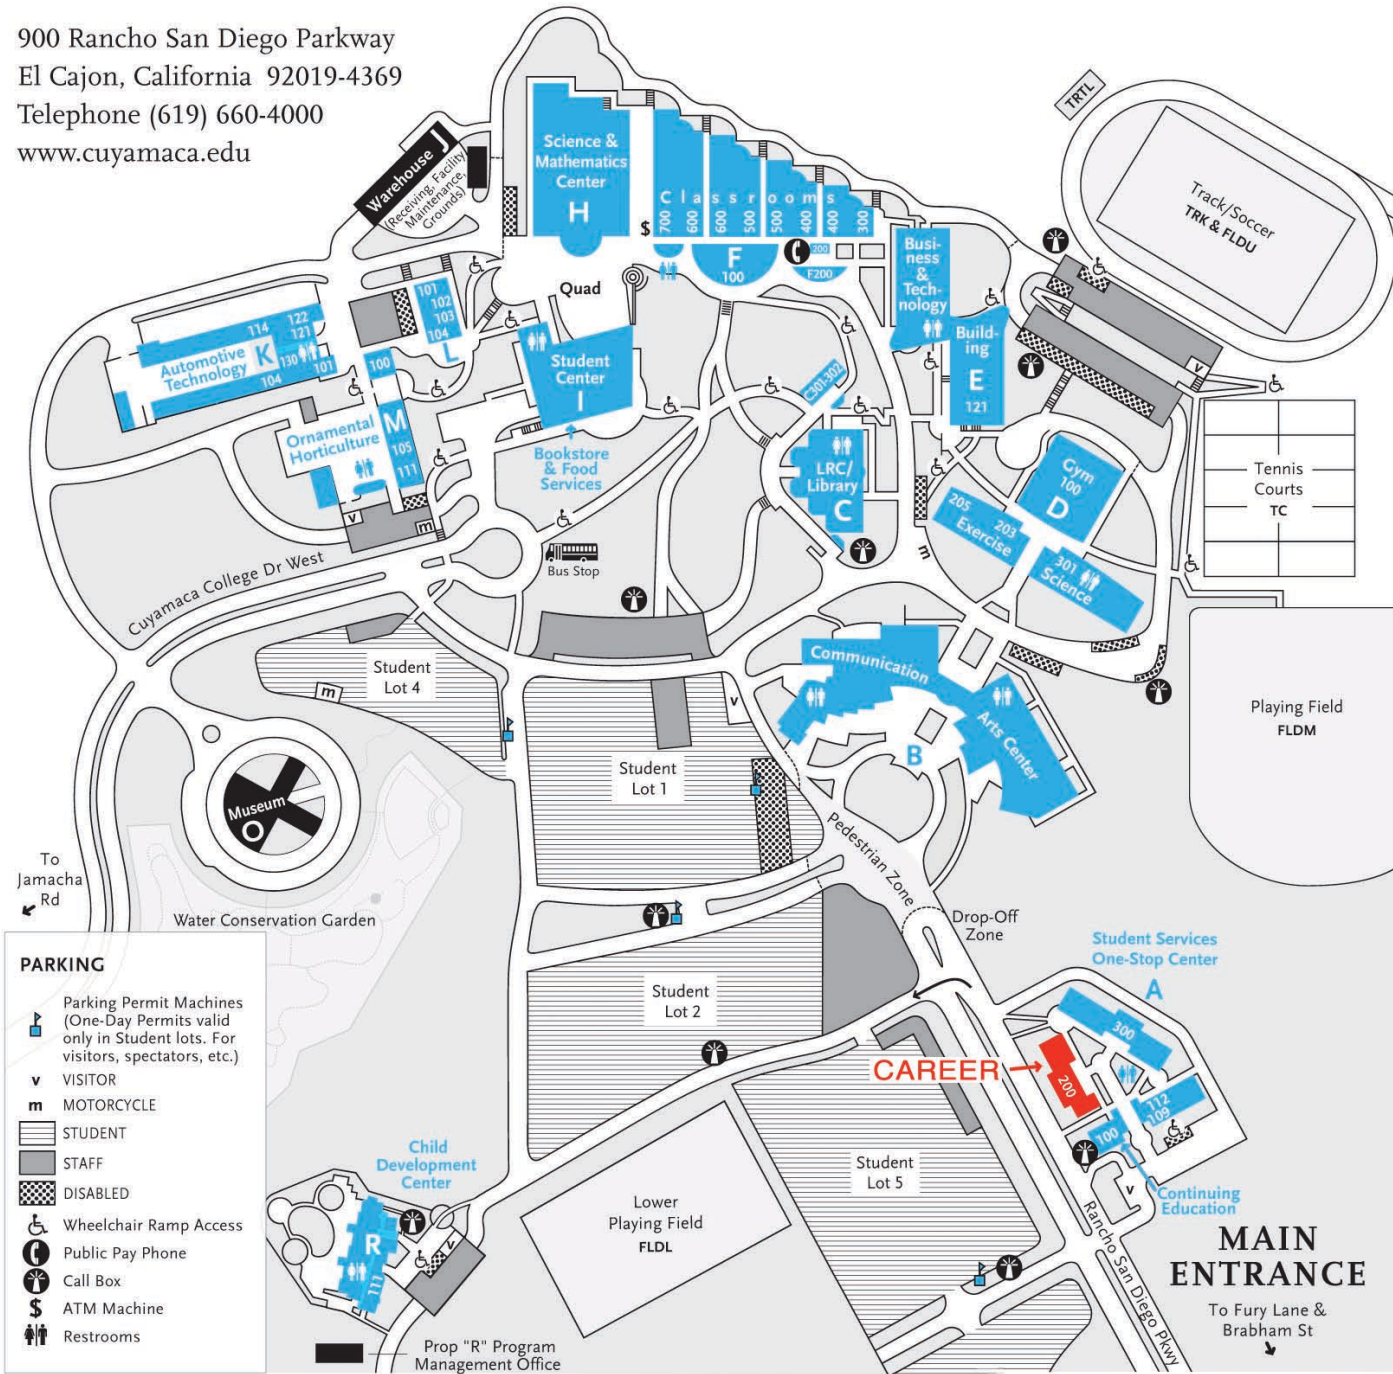 900 Rancho San Diego Parkway
El Cajon, California 92019-4369
Telephone (619) 660-4000
www.cuyamaca.edu
TRTL
Track/Soccer
TRK & FLDU
Warehouse J
(Receiving, Facility
Maintenance,
Grounds)
Science &
Mathematics
Center
H
Classrooms
700
600
600
500
500
400
400
300
$
F
100
200
F200
Quad
Busi-
ness
&
Tech-
nology
Build-
ing
E
121
101
102
103
104
L
114
122
121
Automotive
Technology
K
130
101
104
100
Student
Center
I
Bookstore
& Food
Services
C301-302
LRC/
Library
C
Ornamental
Horticulture
M
105
111
v
m
v
Gym
100
D
205
203
Exercise
301
Science
m
Tennis
Courts
TC
Cuyamaca College Dr West
Bus Stop
Student
Lot 4
m
v
Communication
Arts Center
B
Playing Field
FLDM
Student
Lot 1
Museum
O
Pedestrian Zone
To
Jamacha
Rd
Water Conservation Garden
Drop-Off
Zone
Student Services
One-Stop Center
A
300
Student
Lot 2
CAREER
200
112
109
100
v
Continuing
Education
PARKING
Parking Permit Machines
(One-Day Permits valid
only in Student lots. For
visitors, spectators, etc.)
v VISITOR
m MOTORCYCLE
STUDENT
STAFF
DISABLED
Wheelchair Ramp Access
Public Pay Phone
Call Box
$ ATM Machine
Restrooms
Child
Development
Center
R
111
v
Lower
Playing Field
FLDL
Student
Lot 5
Rancho San Diego Pkwy
MAIN
ENTRANCE
To Fury Lane &
Brabham St
Prop "R" Program
Management Office